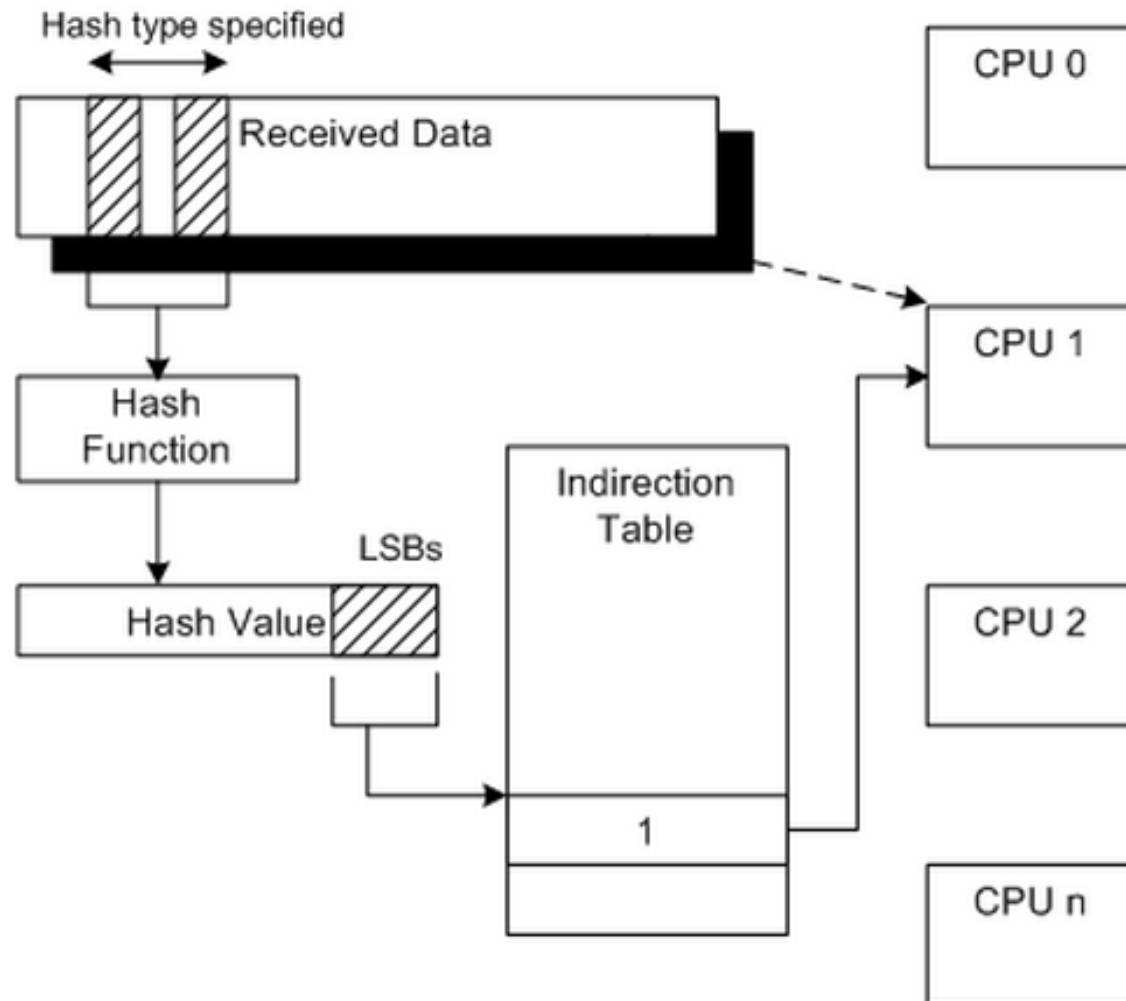 Hash type specified
Received Data
Hash
Function
LSBs
Hash Value
Indirection
Table
1
CPU 0
CPU 1
CPU 2
CPU n